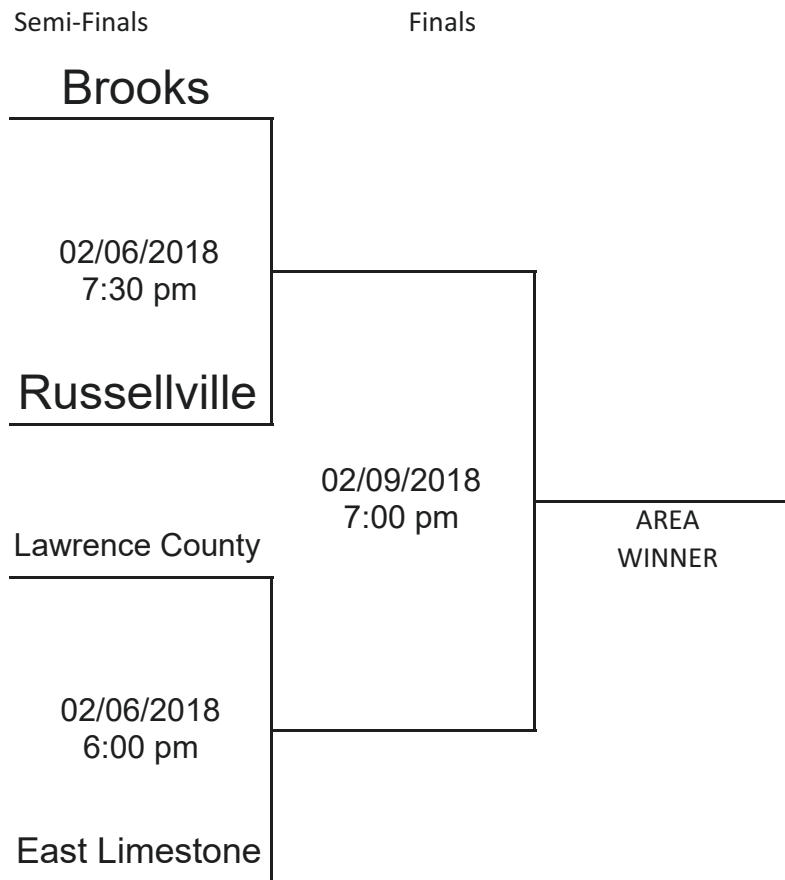 Semi-Finals
Finals
Brooks
02/06/2018
7:30 pm
Russellville
02/09/2018
7:00 pm
AREA
WINNER
Lawrence County
02/06/2018
6:00 pm
East Limestone